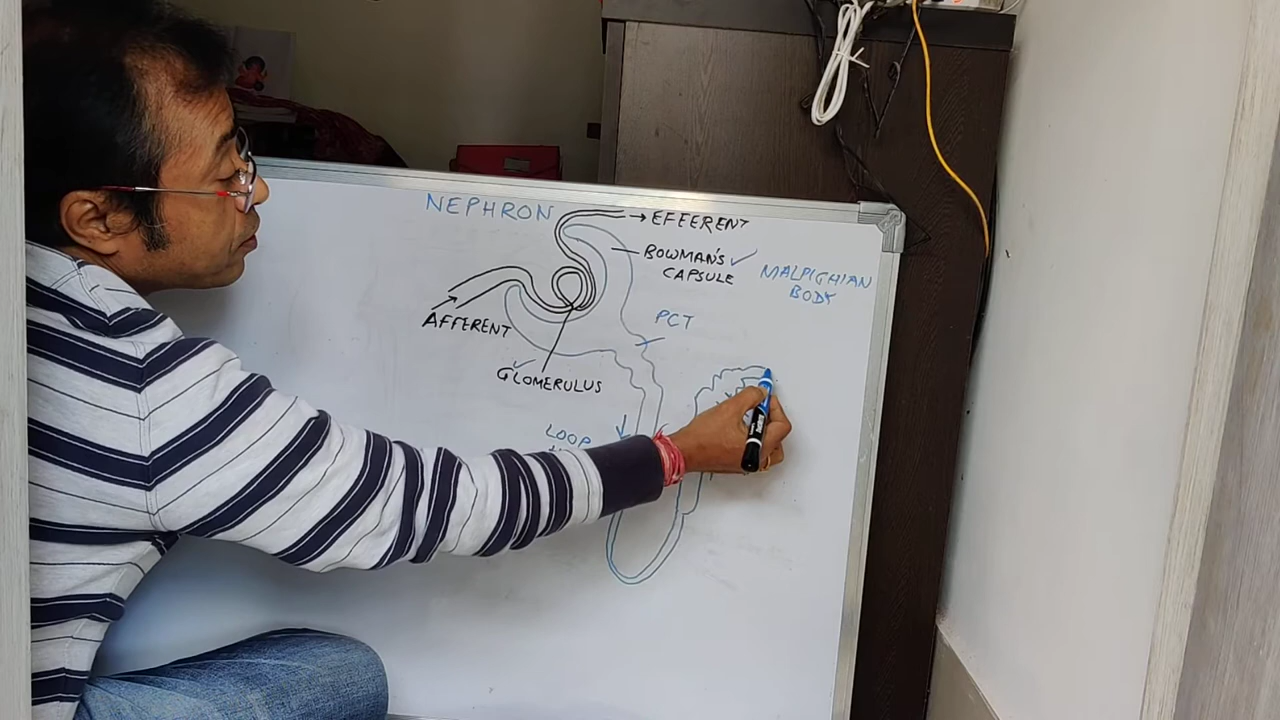 NEPHRON
→ EFFERENT
BOWMAN'S ✓
CAPSULE
MALPIGHIAN
BODY
AFFERENT
PCT
GLOMERULUS
LOOP